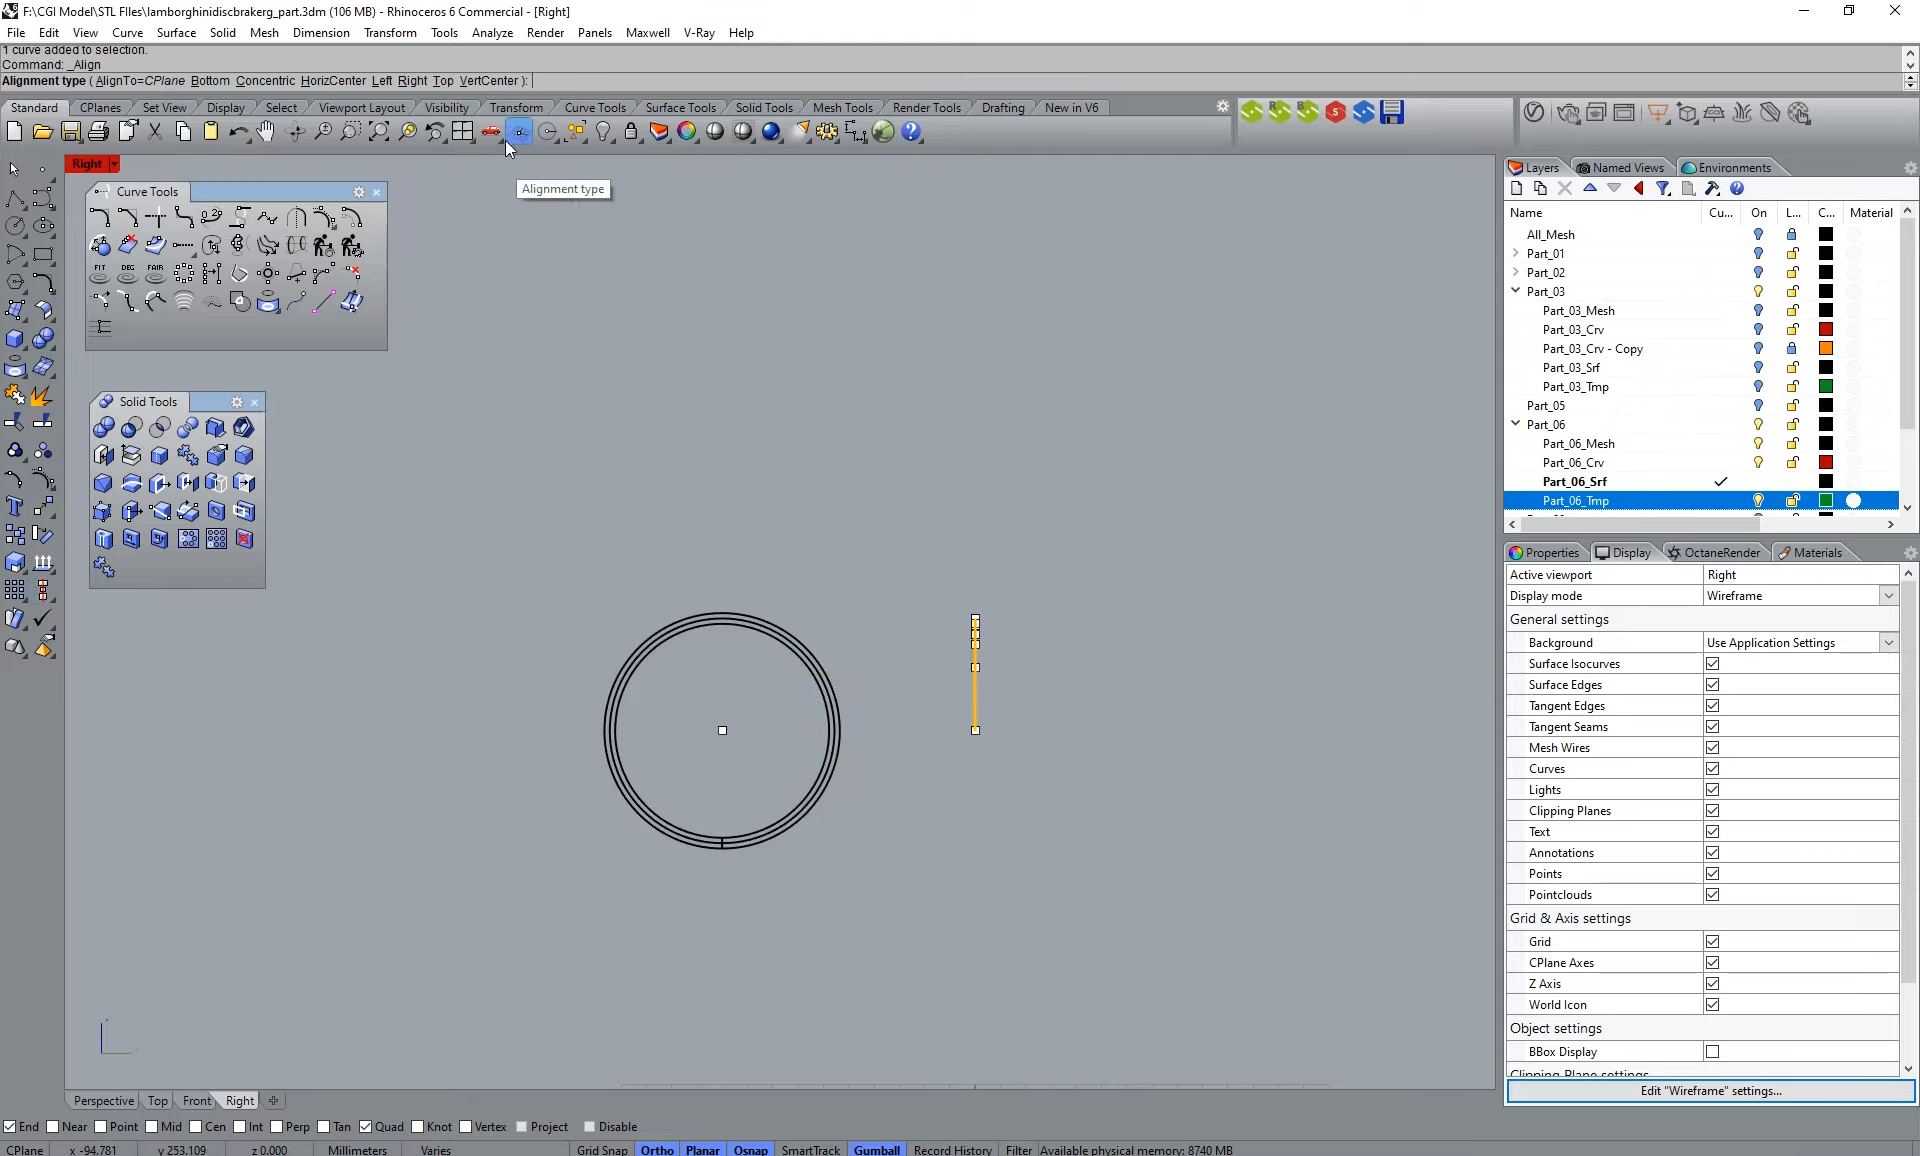 F:\CGI Model\STL FIles\lamborghinidiscbrakerg_part.3dm (106 MB) - Rhinoceros 6 Commercial - [Right]
File Edit View Curve Surface Solid Mesh Dimension Transform Tools Analyze Render Panels Maxwell V-Ray Help
1 curve added to selection.
Command: _Align
Alignment type ( AlignTo=CPlane Bottom Concentric HorizCenter Left Right Top VertCenter ):
Standard CPlanes Set View Display Select Viewport Layout Visibility Transform Curve Tools Surface Tools Solid Tools Mesh Tools Render Tools Drafting New in V6
Right
Curve Tools
Alignment type
FIT DEG FAIR
Solid Tools
Layers Named Views Environments
Name Cu... On L... C... Material
All_Mesh
Part_01
Part_02
Part_03
Part_03_Mesh
Part_03_Crv
Part_03_Crv - Copy
Part_03_Srf
Part_03_Tmp
Part_05
Part_06
Part_06_Mesh
Part_06_Crv
Part_06_Srf
Part_06_Tmp
Properties Display OctaneRender Materials
Active viewport Right
Display mode Wireframe
General settings
Background Use Application Settings
Surface Isocurves
Surface Edges
Tangent Edges
Tangent Seams
Mesh Wires
Curves
Lights
Clipping Planes
Text
Annotations
Points
Pointclouds
Grid & Axis settings
Grid
CPlane Axes
Z Axis
World Icon
Object settings
BBox Display
Clipping Plane settings
Edit "Wireframe" settings...
Perspective Top Front Right
End Near Point Mid Cen Int Perp Tan Quad Knot Vertex Project Disable
CPlane x -94.781 y 253.109 z 0.000 Millimeters Varies Grid Snap Ortho Planar Osnap SmartTrack Gumball Record History Filter Available physical memory: 8740 MB